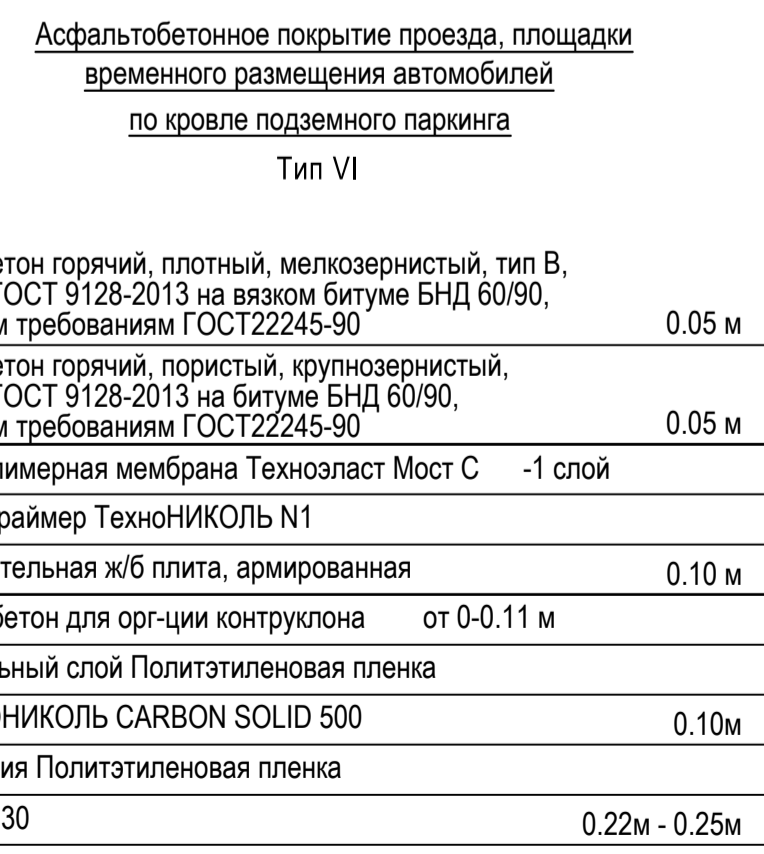 Асфальтобетонное покрытие проезда, площадки
временного размещения автомобилей
по кровле подземного паркинга
Тип VI
етон горячий, плотный, мелкозернистый, тип В,
ГОСТ 9128-2013 на вязком битуме БНД 60/90,
м требованиям ГОСТ22245-90 0.05 м
етон горячий, пористый, крупнозернистый,
ГОСТ 9128-2013 на битуме БНД 60/90,
м требованиям ГОСТ22245-90 0.05 м
имерная мембрана Техноэласт Мост С -1 слой
раймер ТехноНИКОЛЬ N1
тельная ж/б плита, армированная 0.10 м
бетон для орг-ции контруклона от 0-0.11 м
ьный слой Политэтиленовая пленка
ОНИКОЛЬ CARBON SOLID 500 0.10м
ия Политэтиленовая пленка
30 0.22м - 0.25м